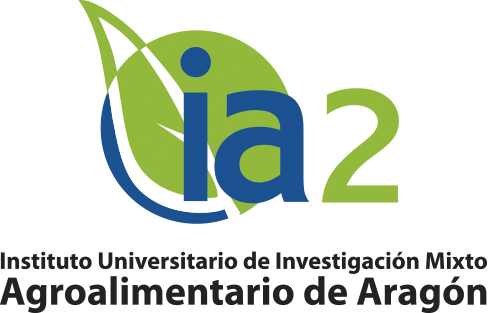 ia2
Instituto Universitario de Investigación Mixto
Agroalimentario de Aragón